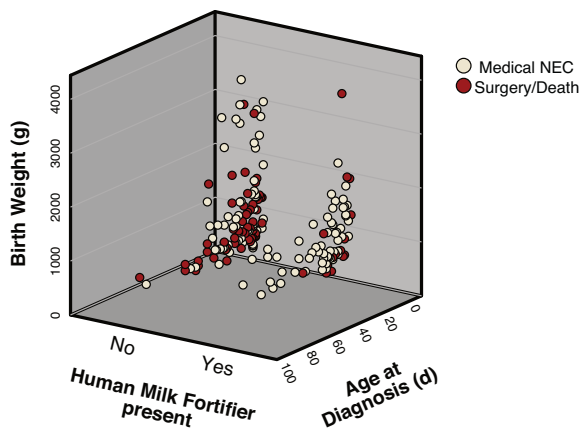 Medical NEC
Surgery/Death
Birth Weight (g)
4000
3000
2000
1000
0
No
Yes
Human Milk Fortifier
present
100
80
60
40
20
0
Age at
Diagnosis (d)